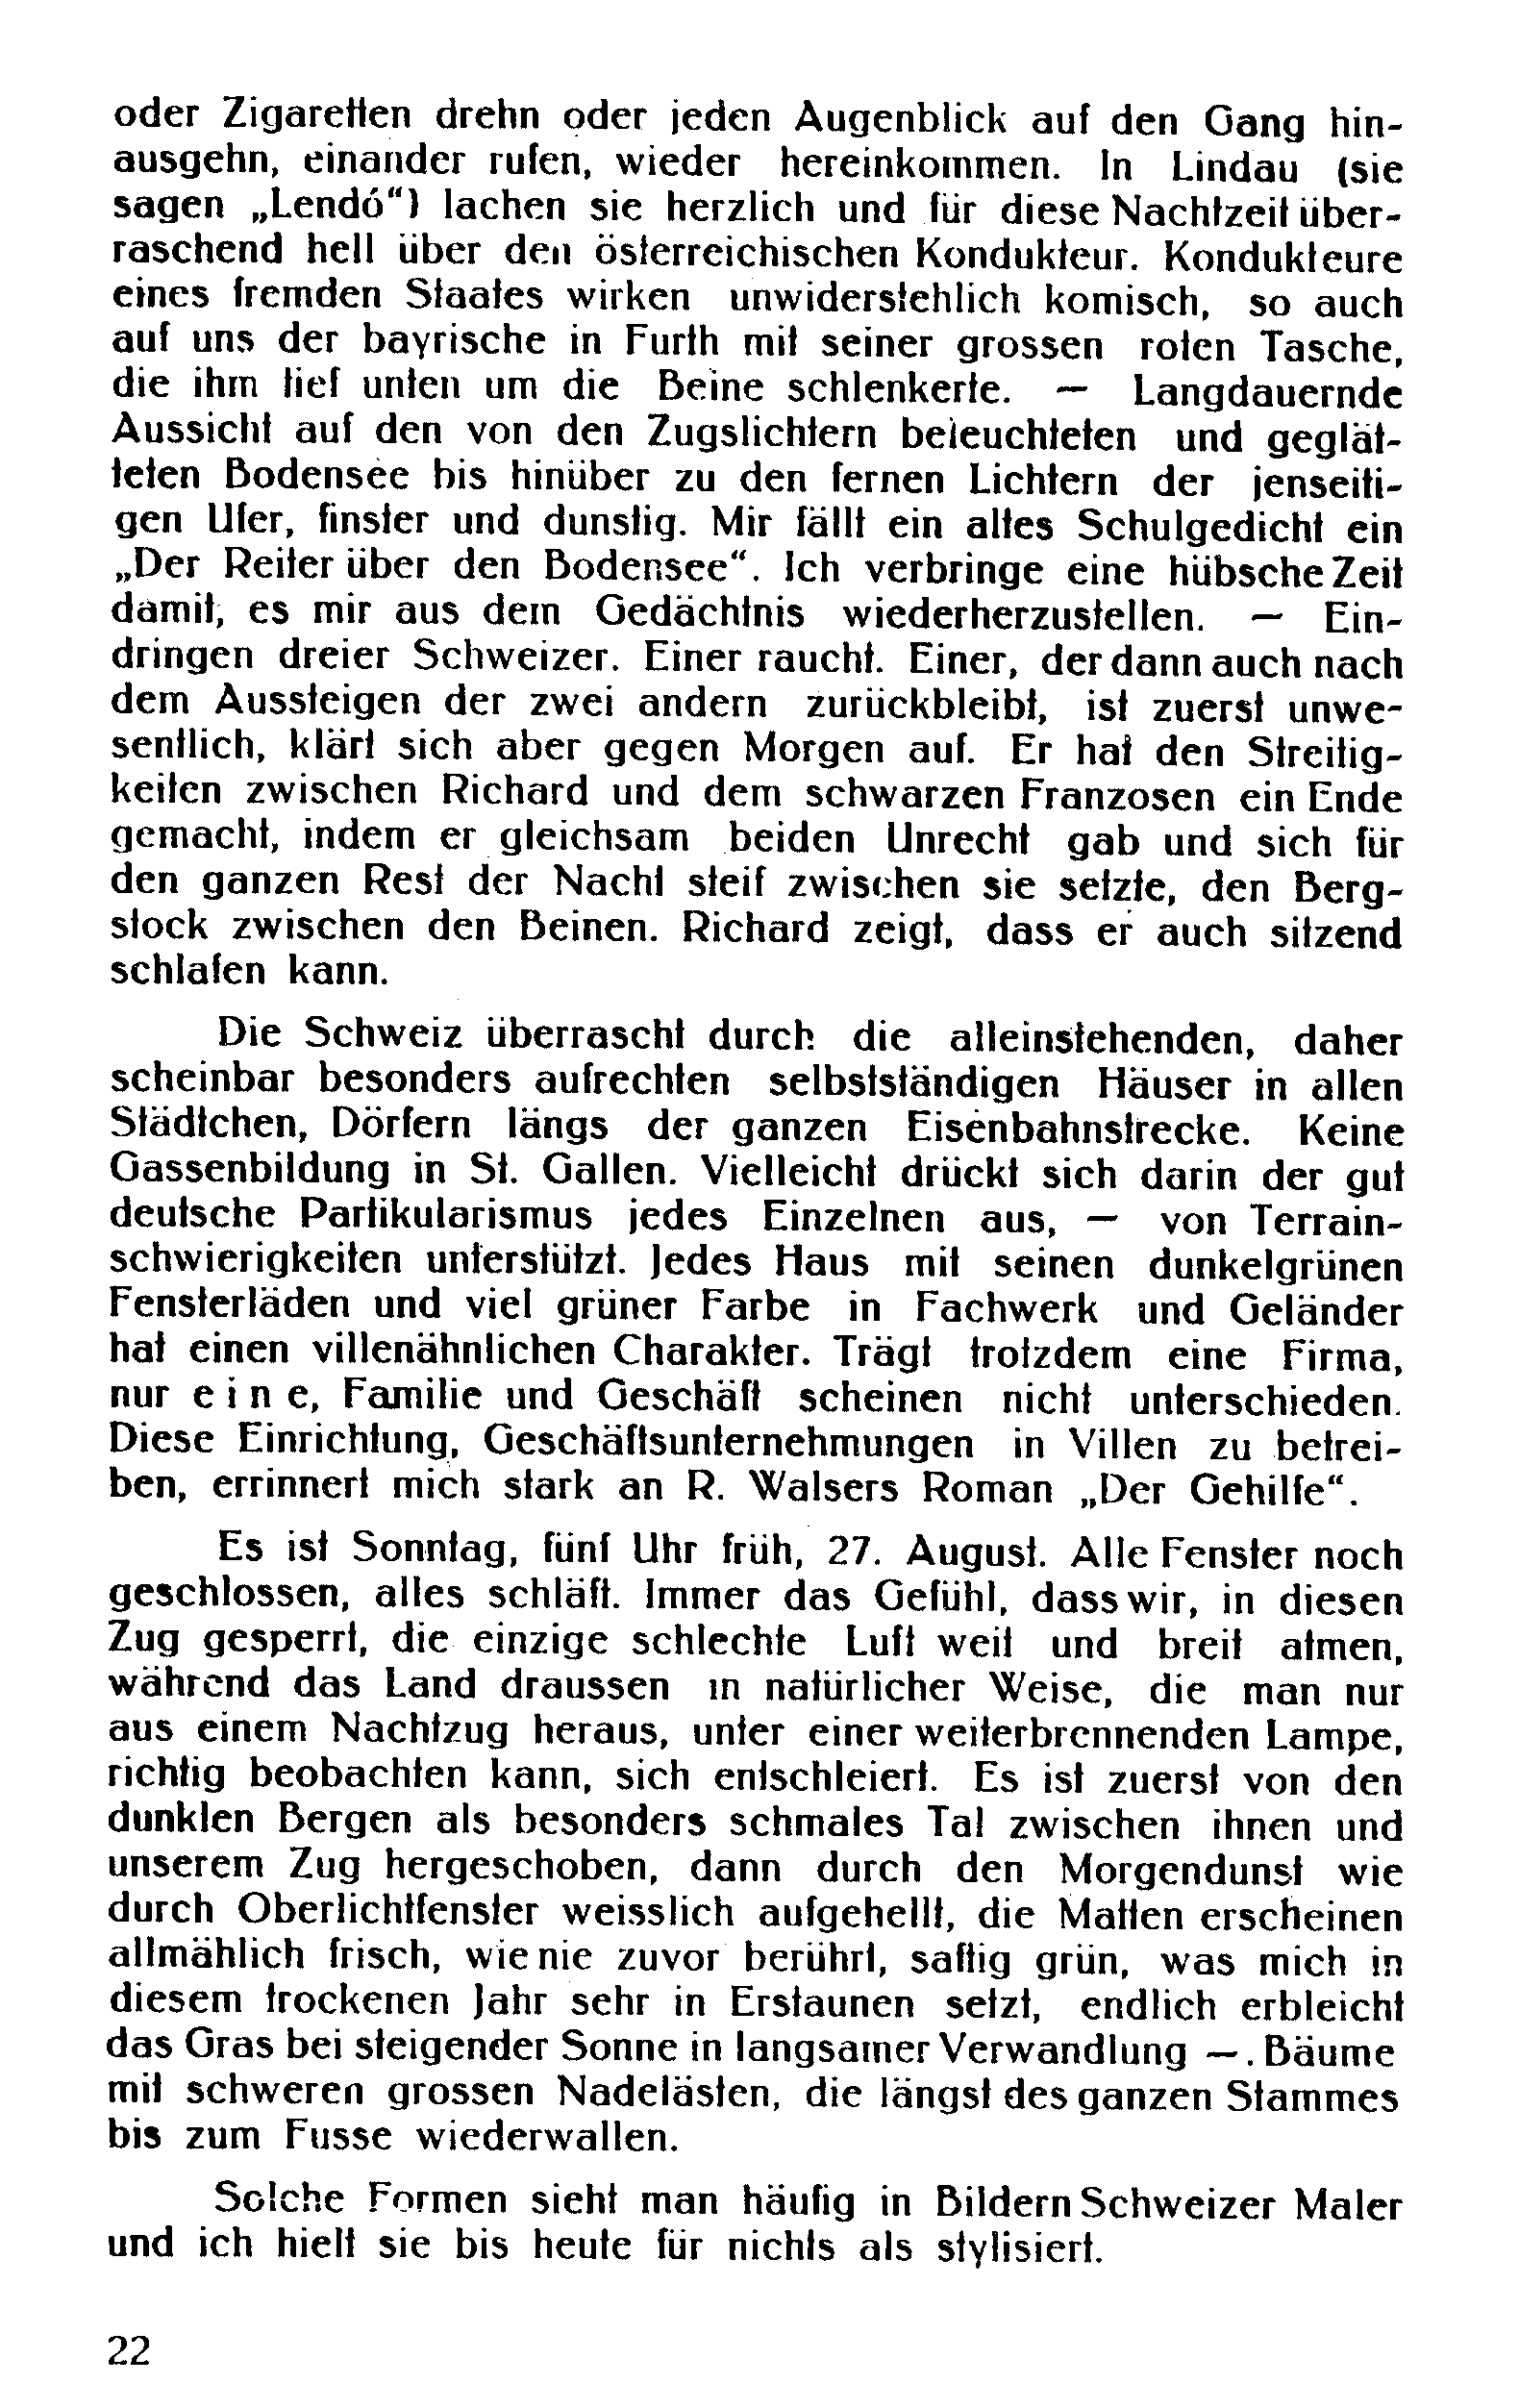 oder Zigaretten drehn oder jeden Augenblick auf den Gang hin-
ausgehn, einander rufen, wieder hereinkommen. In Lindau (sie
sagen „Lendó“) lachen sie herzlich und für diese Nachtzeit über-
raschend hell über den österreichischen Kondukteur. Kondukteure
eines fremden Staates wirken unwiderstehlich komisch, so auch
auf uns der bayrische in Furth mit seiner grossen roten Tasche,
die ihm tief unten um die Beine schlenkerte. — Langdauernde
Aussicht auf den von den Zugslichtern beleuchteten und geglät-
teten Bodensee bis hinüber zu den fernen Lichtern der jenseiti-
gen Ufer, finster und dunstig. Mir fällt ein altes Schulgedicht ein
„Der Reiter über den Bodensee“. Ich verbringe eine hübsche Zeit
damit, es mir aus dem Gedächtnis wiederherzustellen. — Ein-
dringen dreier Schweizer. Einer raucht. Einer, der dann auch nach
dem Aussteigen der zwei andern zurückbleibt, ist zuerst unwe-
sentlich, klärt sich aber gegen Morgen auf. Er hat den Streitig-
keiten zwischen Richard und dem schwarzen Franzosen ein Ende
gemacht, indem er gleichsam beiden Unrecht gab und sich für
den ganzen Rest der Nacht steif zwischen sie setzte, den Berg-
stock zwischen den Beinen. Richard zeigt, dass er auch sitzend
schlafen kann.
Die Schweiz überrascht durch die alleinstehenden, daher
scheinbar besonders aufrechten selbstständigen Häuser in allen
Städtchen, Dörfern längs der ganzen Eisenbahnstrecke. Keine
Gassenbildung in St. Gallen. Vielleicht drückt sich darin der gut
deutsche Partikularismus jedes Einzelnen aus, — von Terrain-
schwierigkeiten unterstützt. Jedes Haus mit seinen dunkelgrünen
Fensterläden und viel grüner Farbe in Fachwerk und Geländer
hat einen villenähnlichen Charakter. Trägt trotzdem eine Firma,
nur e i n e, Familie und Geschäft scheinen nicht unterschieden.
Diese Einrichtung, Geschäftsunternehmungen in Villen zu betrei-
ben, errinnert mich stark an R. Walsers Roman „Der Gehilfe“.
Es ist Sonntag, fünf Uhr früh, 27. August. Alle Fenster noch
geschlossen, alles schläft. Immer das Gefühl, dass wir, in diesen
Zug gesperrt, die einzige schlechte Luft weit und breit atmen,
während das Land draussen in natürlicher Weise, die man nur
aus einem Nachtzug heraus, unter einer weiterbrennenden Lampe,
richtig beobachten kann, sich entschleiert. Es ist zuerst von den
dunklen Bergen als besonders schmales Tal zwischen ihnen und
unserem Zug hergeschoben, dann durch den Morgendunst wie
durch Oberlichtfenster weisslich aufgehellt, die Matten erscheinen
allmählich frisch, wie nie zuvor berührt, saftig grün, was mich in
diesem trockenen Jahr sehr in Erstaunen setzt, endlich erbleicht
das Gras bei steigender Sonne in langsamer Verwandlung —. Bäume
mit schweren grossen Nadelästen, die längst des ganzen Stammes
bis zum Fusse wiederwallen.
Solche Formen sieht man häufig in Bildern Schweizer Maler
und ich hielt sie bis heute für nichts als stylisiert.
22